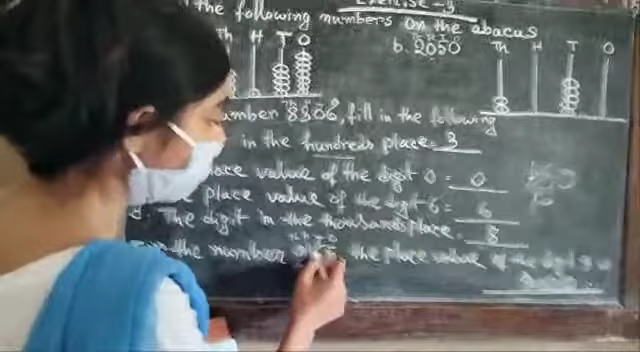 Exercise - 3
the following numbers on the abacus
Th H T O
b. 2050
Th H T O
number 8306, fill in the following
in the hundreds place = 3
place value of the digit 0 = 0
place value of the digit 6 = 6
The digit in the thousands place = 8
the number
the place value of the digit